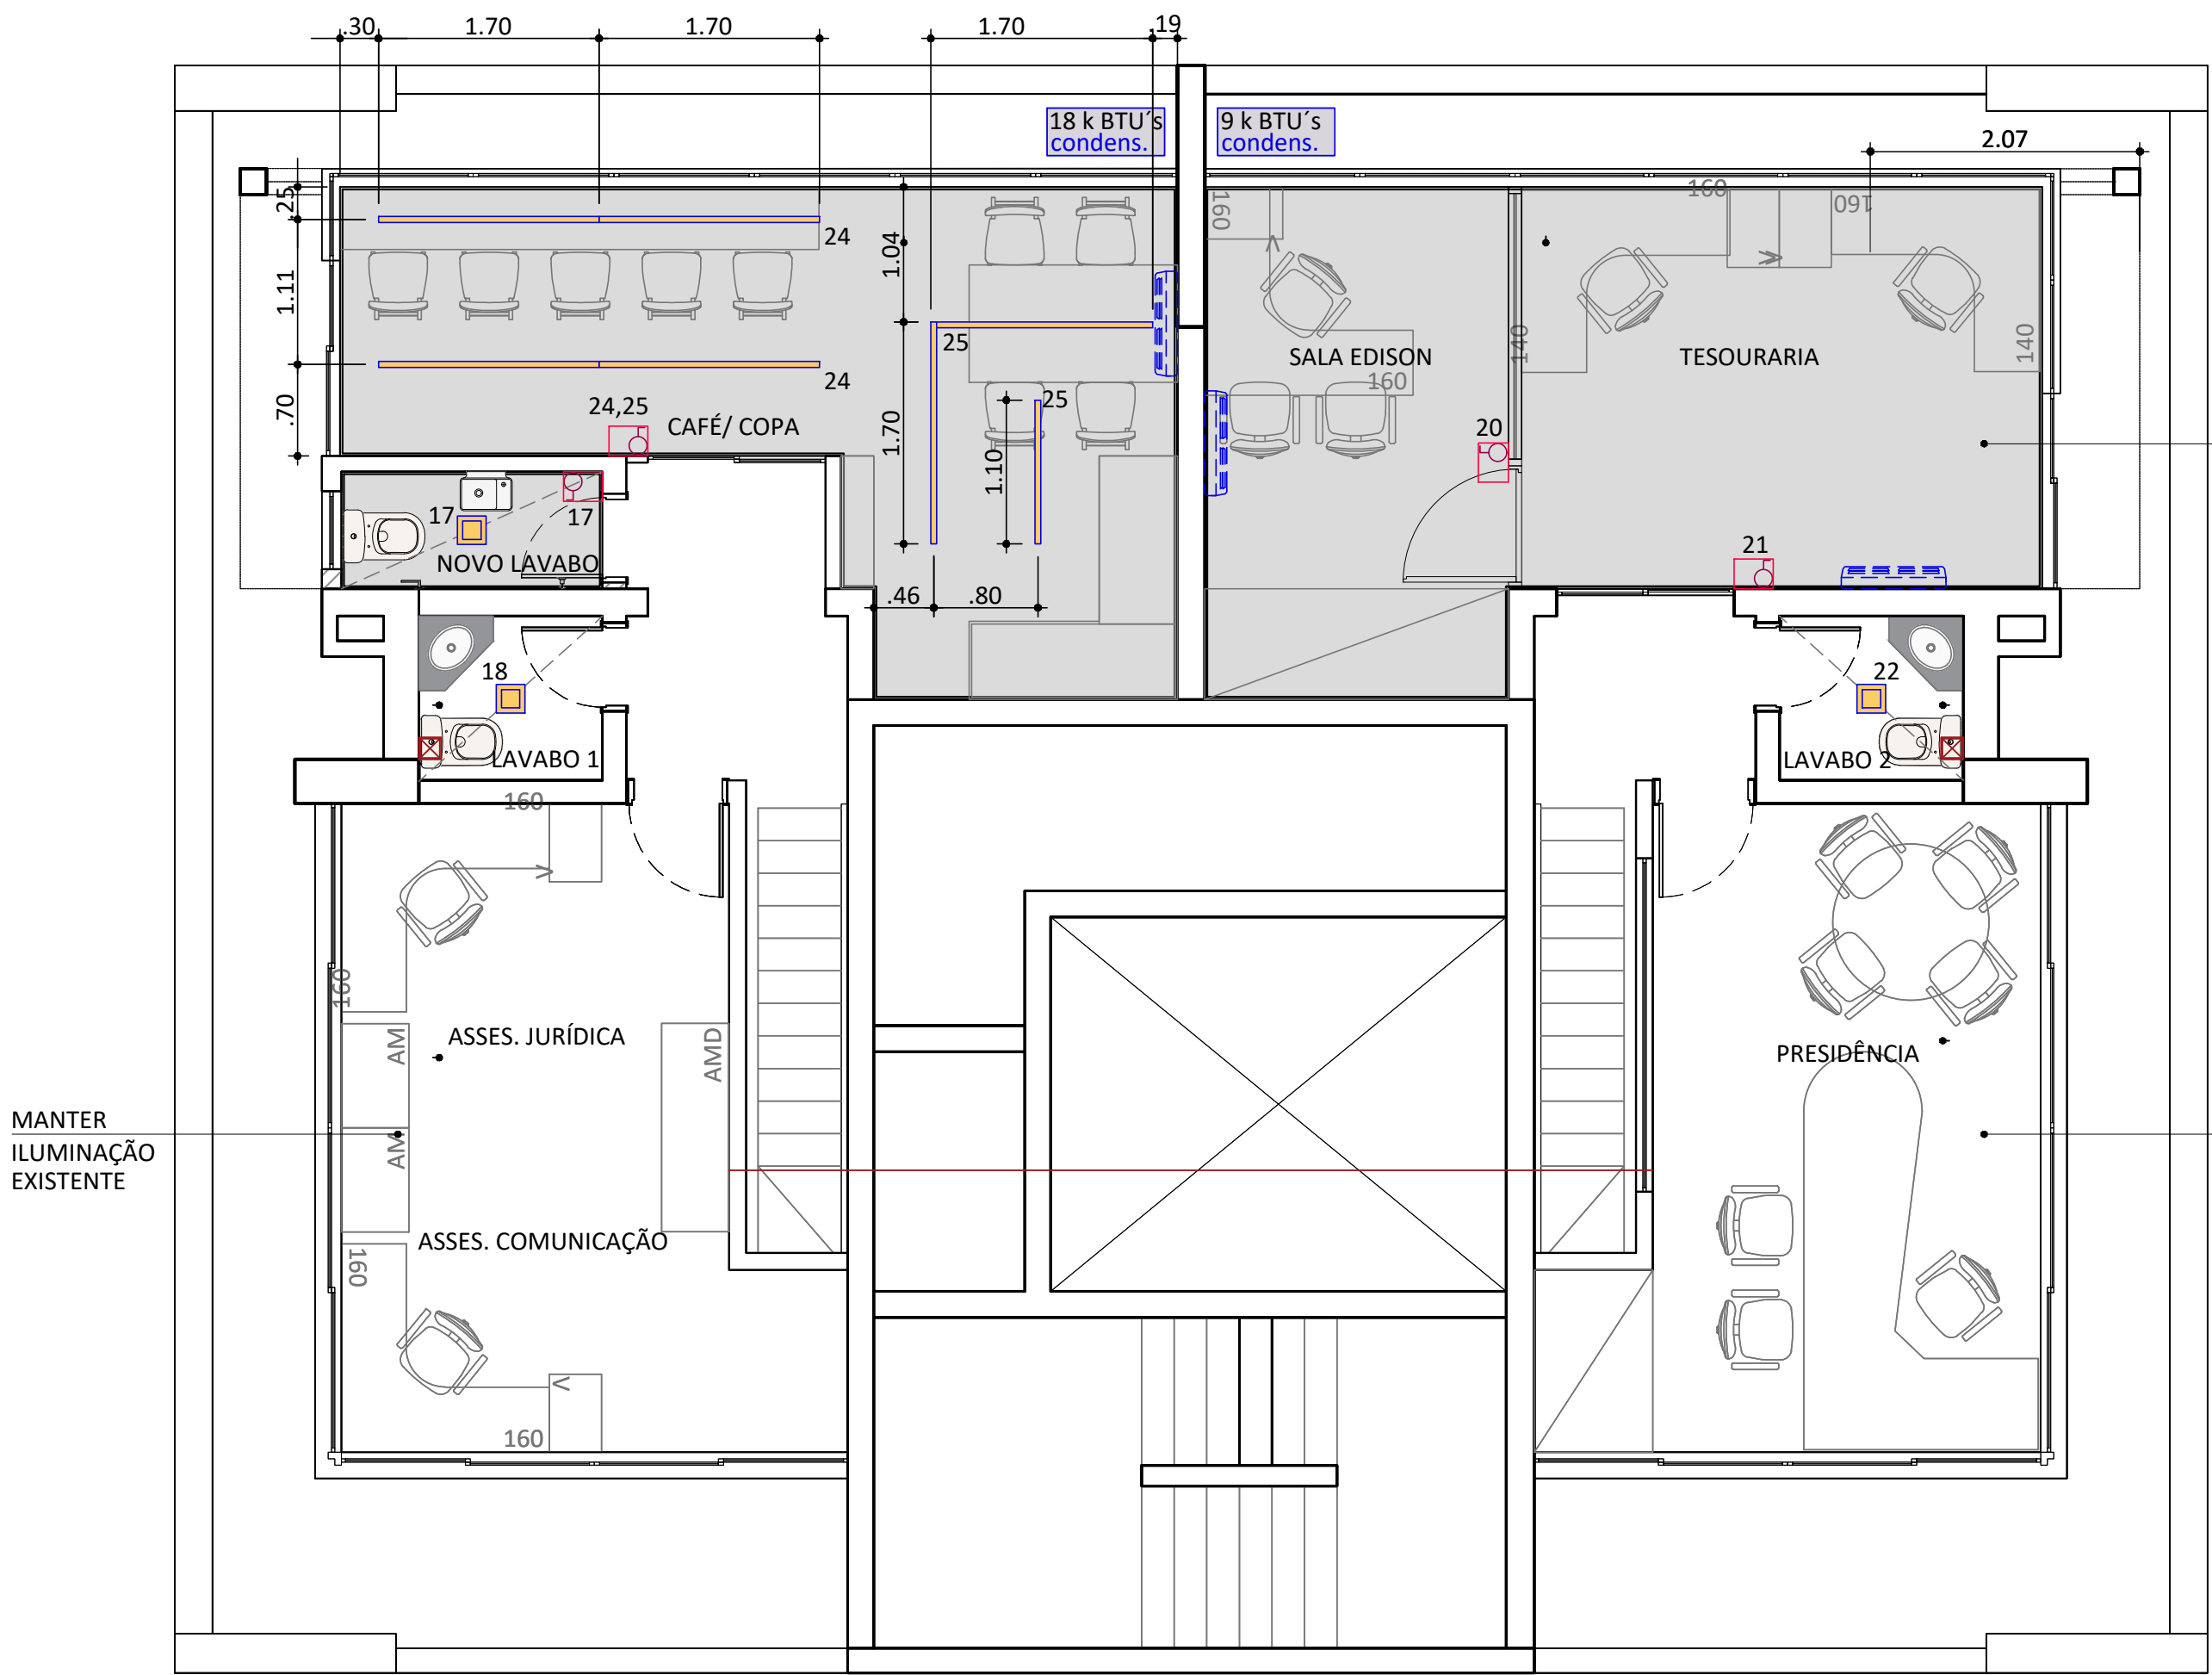 .30
1.70
1.70
1.70
.19
18 k BTU´s
condens.
9 k BTU´s
condens.
2.07
.25
160
160
160
24
1.04
1.11
25
SALA EDISON
140
TESOURARIA
140
160
24
25
.70
24,25
CAFÉ/ COPA
1.70
20
1.10
17
17
NOVO LAVABO
21
.46
.80
18
22
LAVABO 1
LAVABO 2
160
V
160
ASSES. JURÍDICA
AM
AMD
PRESIDÊNCIA
MANTER
ILUMINAÇÃO
EXISTENTE
AM
ASSES. COMUNICAÇÃO
160
V
160
V
V